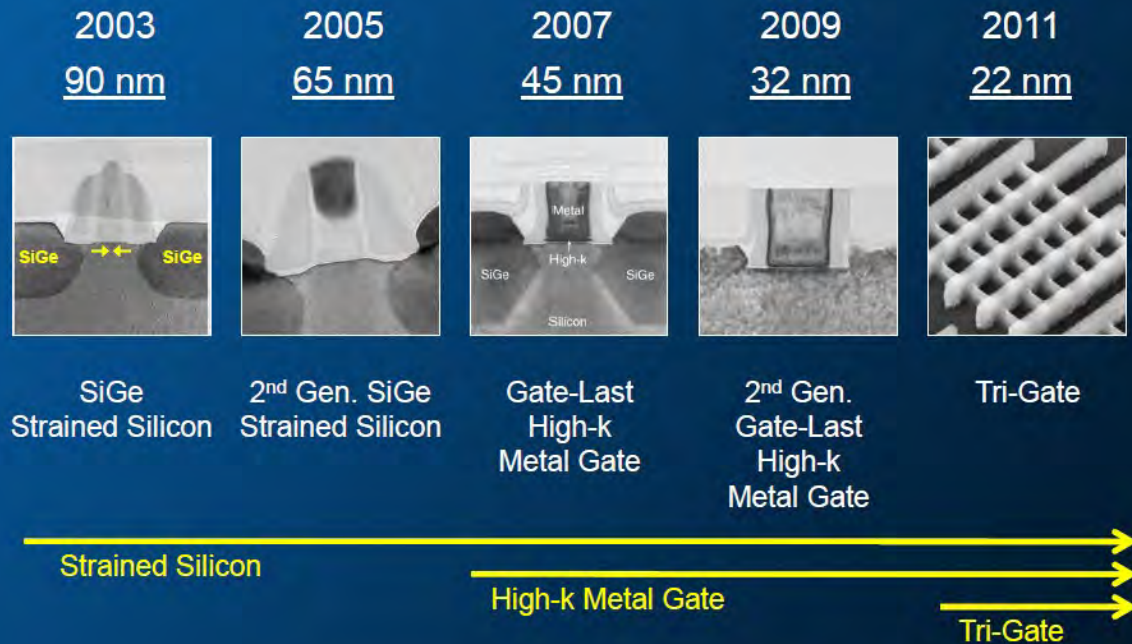 2003
90 nm
2005
65 nm
2007
45 nm
2009
32 nm
2011
22 nm
SiGe
SiGe
Metal
High-k
SiGe
SiGe
Silicon
SiGe
Strained Silicon
2nd Gen. SiGe
Strained Silicon
Gate-Last
High-k
Metal Gate
2nd Gen.
Gate-Last
High-k
Metal Gate
Tri-Gate
Strained Silicon
High-k Metal Gate
Tri-Gate